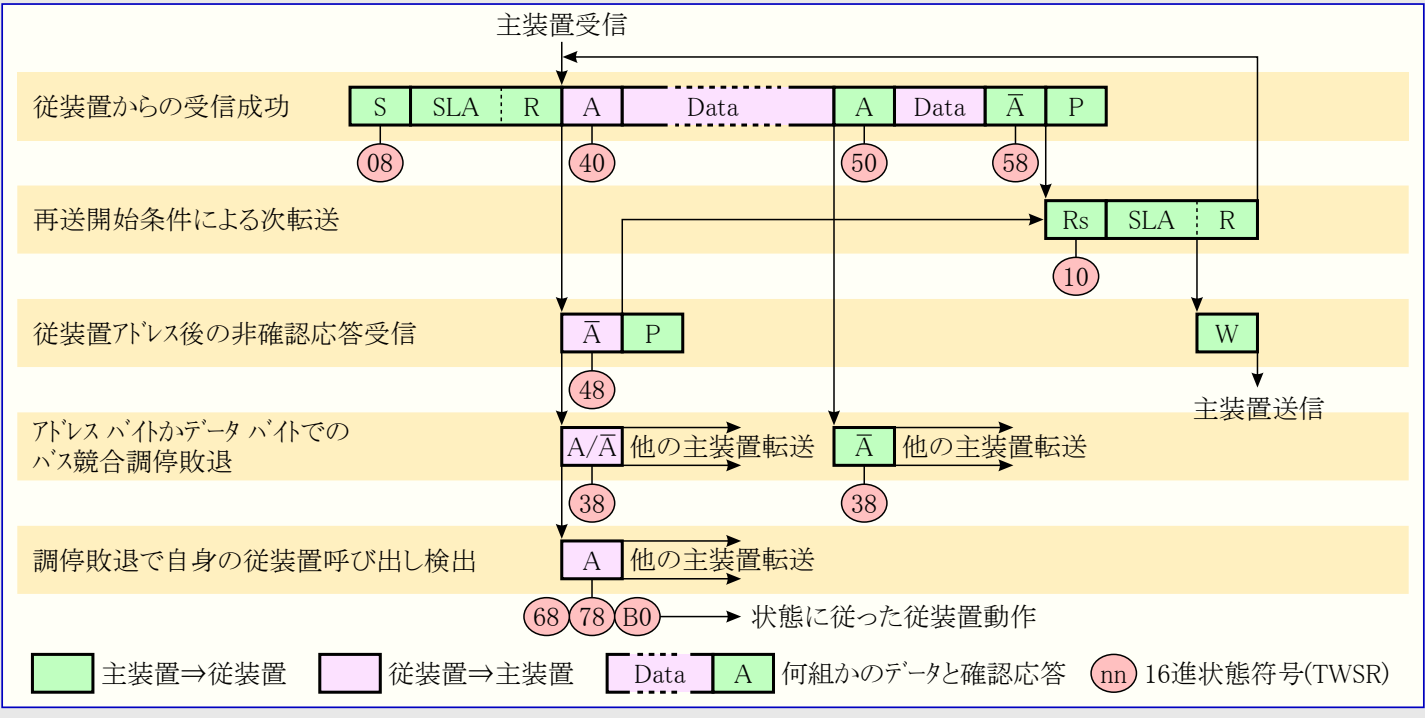 主装置受信
従装置からの受信成功
S SLA R A Data A Data A̅ P
08 40 50 58
再送開始条件による次転送
Rs SLA R
10
従装置アドレス後の非確認応答受信
A̅ P W
48
主装置送信
アドレス バイトかデータ バイトでの
バス競合調停敗退
A/A̅ 他の主装置転送 A̅ 他の主装置転送
38 38
調停敗退で自身の従装置呼び出し検出
A 他の主装置転送
68 78 B0 状態に従った従装置動作
主装置⇒従装置 従装置⇒主装置 Data A 何組かのデータと確認応答 nn 16進状態符号(TWSR)